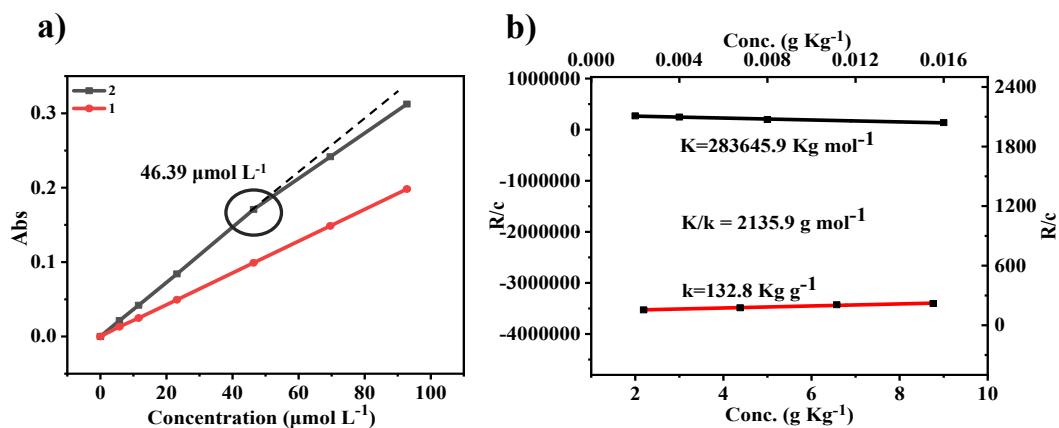 a)
2
1
0.3
0.2
0.1
0.0
Abs
46.39 μmol L⁻¹
0 20 40 60 80 100
Concentration (μmol L⁻¹)
b)
Conc. (g Kg⁻¹)
0.000 0.004 0.008 0.012 0.016
1000000
0
-1000000
-2000000
-3000000
-4000000
R/c
K=283645.9 Kg mol⁻¹
K/k = 2135.9 g mol⁻¹
k=132.8 Kg g⁻¹
2400
1800
1200
600
0
R/c
0 2 4 6 8 10
Conc. (g Kg⁻¹)